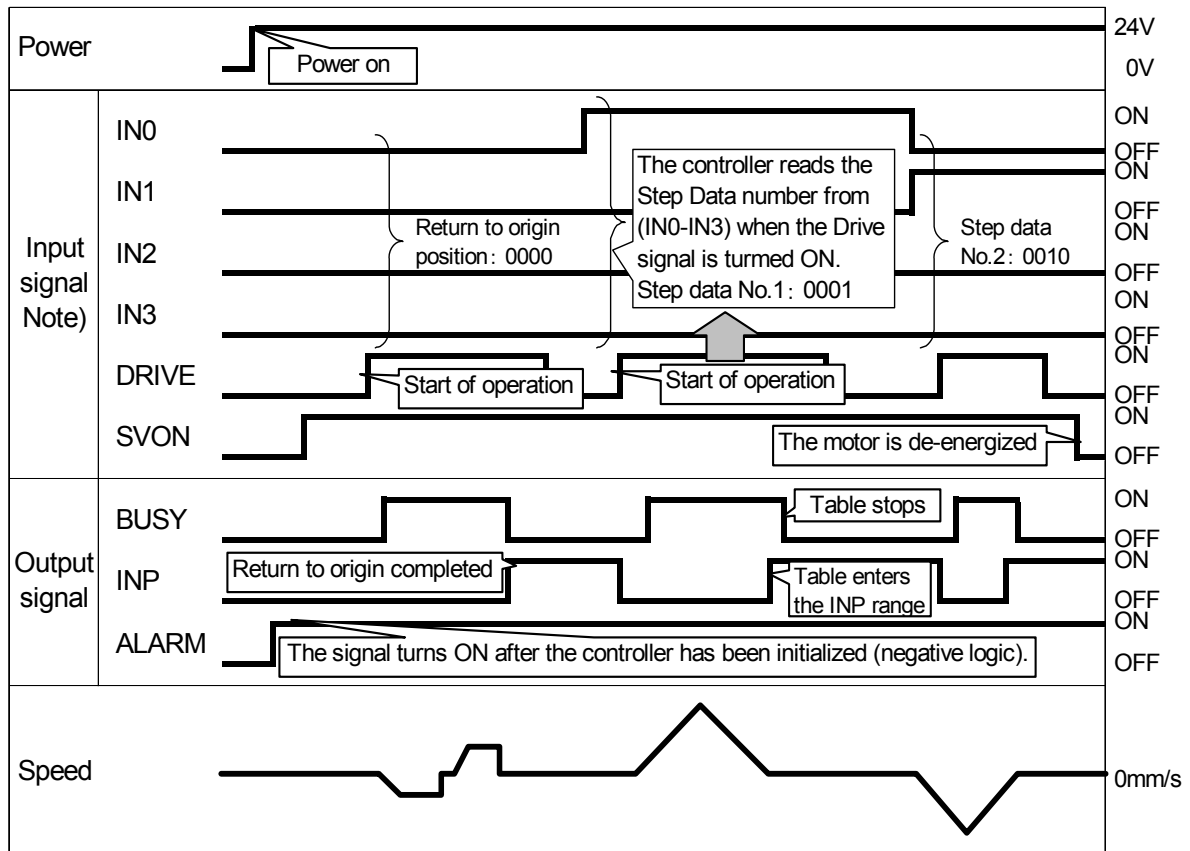 Power
Power on
24V
0V
Input
signal
Note)
IN0
ON
OFF
IN1
ON
OFF
IN2
ON
OFF
IN3
ON
OFF
Return to origin
position: 0000
The controller reads the
Step Data number from
(IN0-IN3) when the Drive
signal is turmed ON.
Step data No.1: 0001
Step data
No.2: 0010
DRIVE
Start of operation
Start of operation
ON
OFF
SVON
The motor is de-energized
ON
OFF
Output
signal
BUSY
Table stops
ON
OFF
INP
Return to origin completed
Table enters
the INP range
ON
OFF
ALARM
The signal turns ON after the controller has been initialized (negative logic).
ON
OFF
Speed
0mm/s